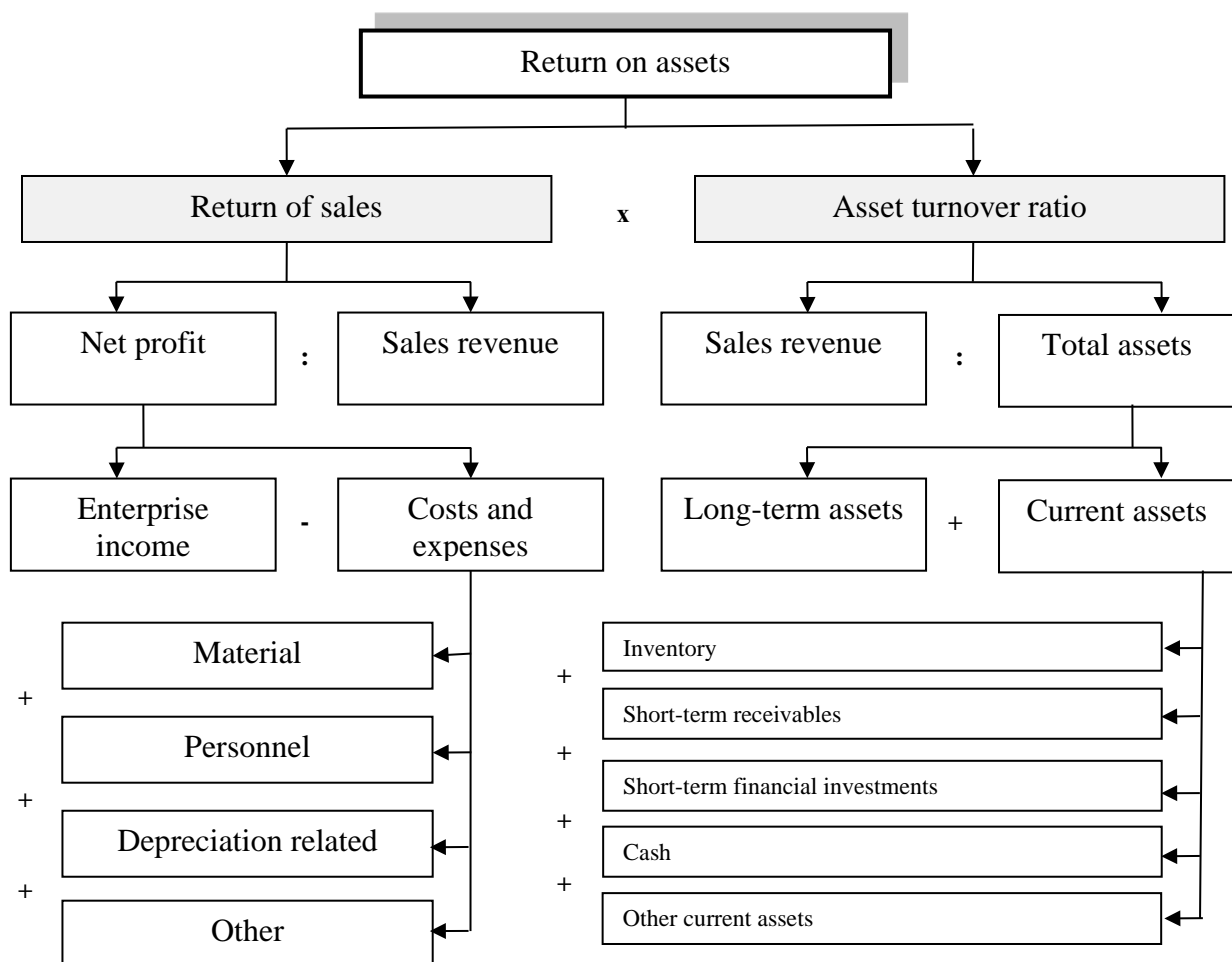 Return on assets
Return of sales
x
Asset turnover ratio
Net profit
:
Sales revenue
Sales revenue
:
Total assets
Enterprise
income
-
Costs and
expenses
Long-term assets
+
Current assets
Material
+
Personnel
+
Depreciation related
+
Other
Inventory
+
Short-term receivables
+
Short-term financial investments
+
Cash
+
Other current assets